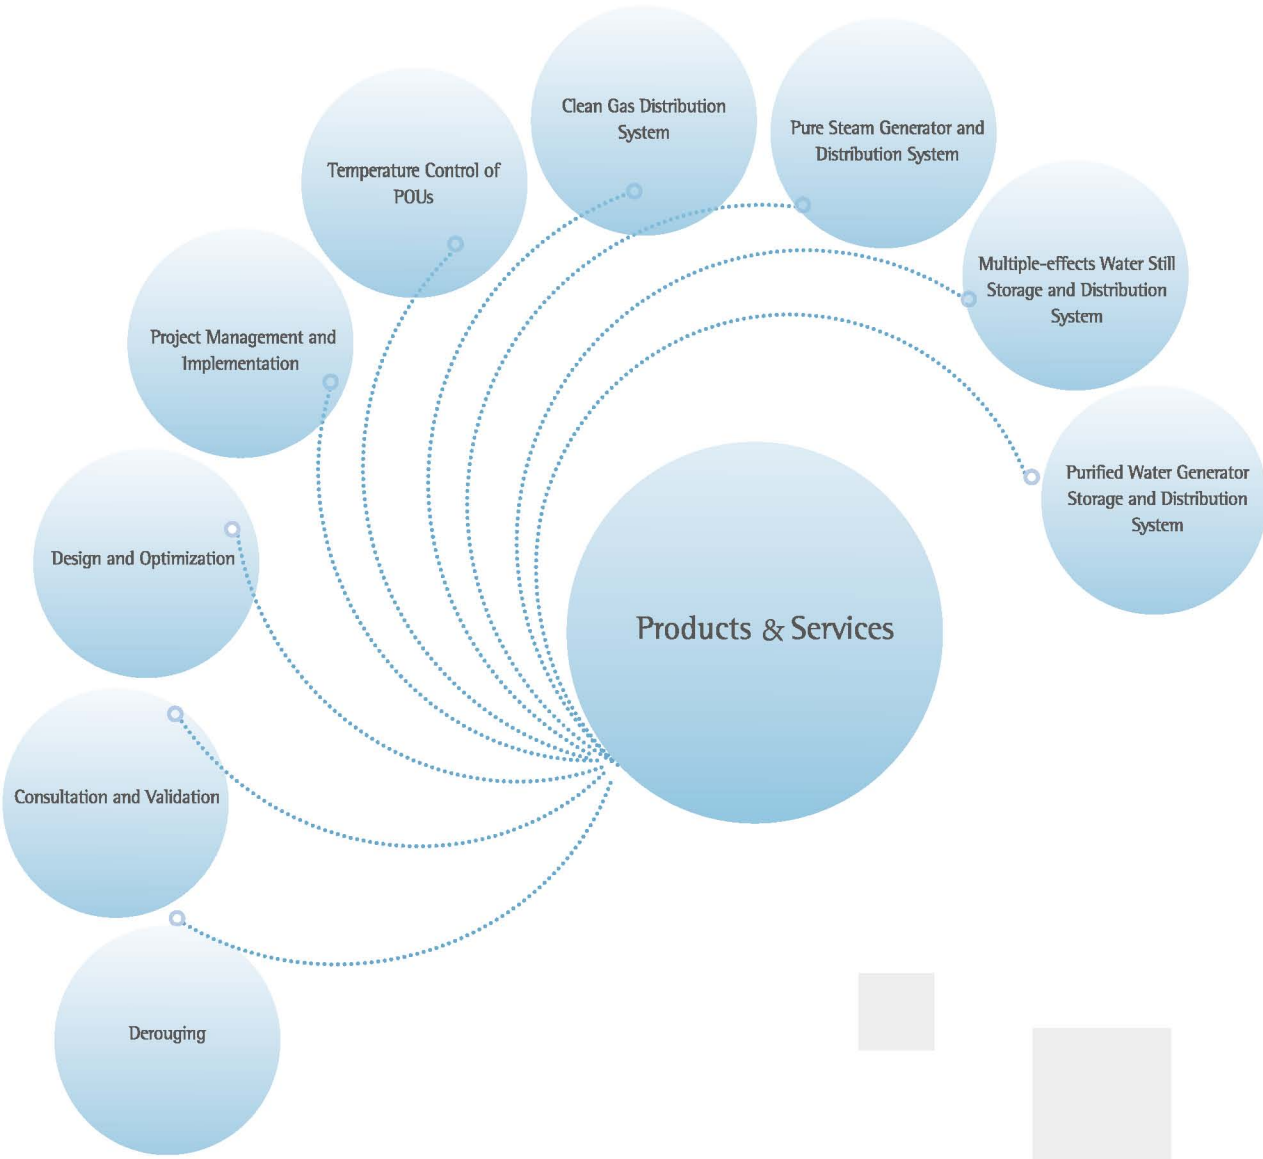 Clean Gas Distribution
System
Pure Steam Generator and
Distribution System
Temperature Control of
POUs
Multiple-effects Water Still
Storage and Distribution
System
Project Management and
Implementation
Purified Water Generator
Storage and Distribution
System
Design and Optimization
Products & Services
Consultation and Validation
Derouging